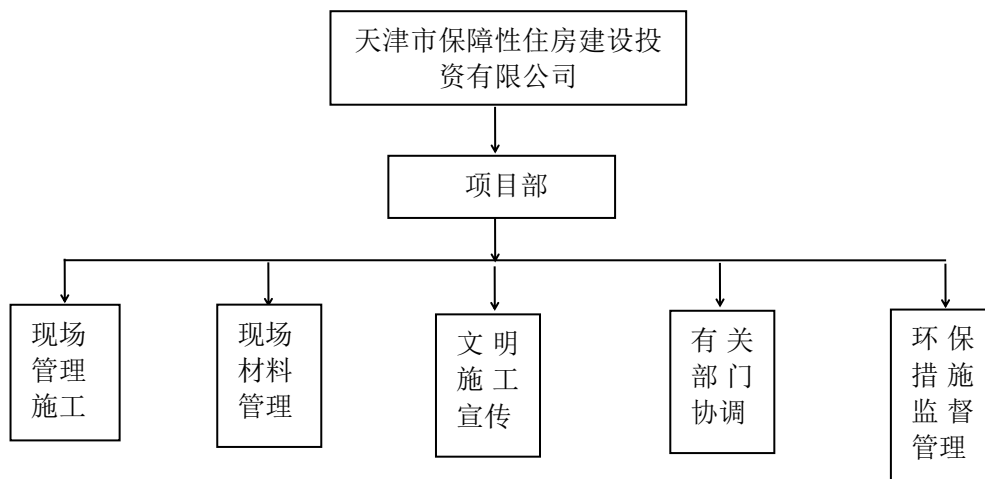 天津市保障性住房建设投
资有限公司
项目部
现场
管理
施工
现场
材料
管理
文明
施工
宣传
有关
部门
协调
环保
措施
监督
管理